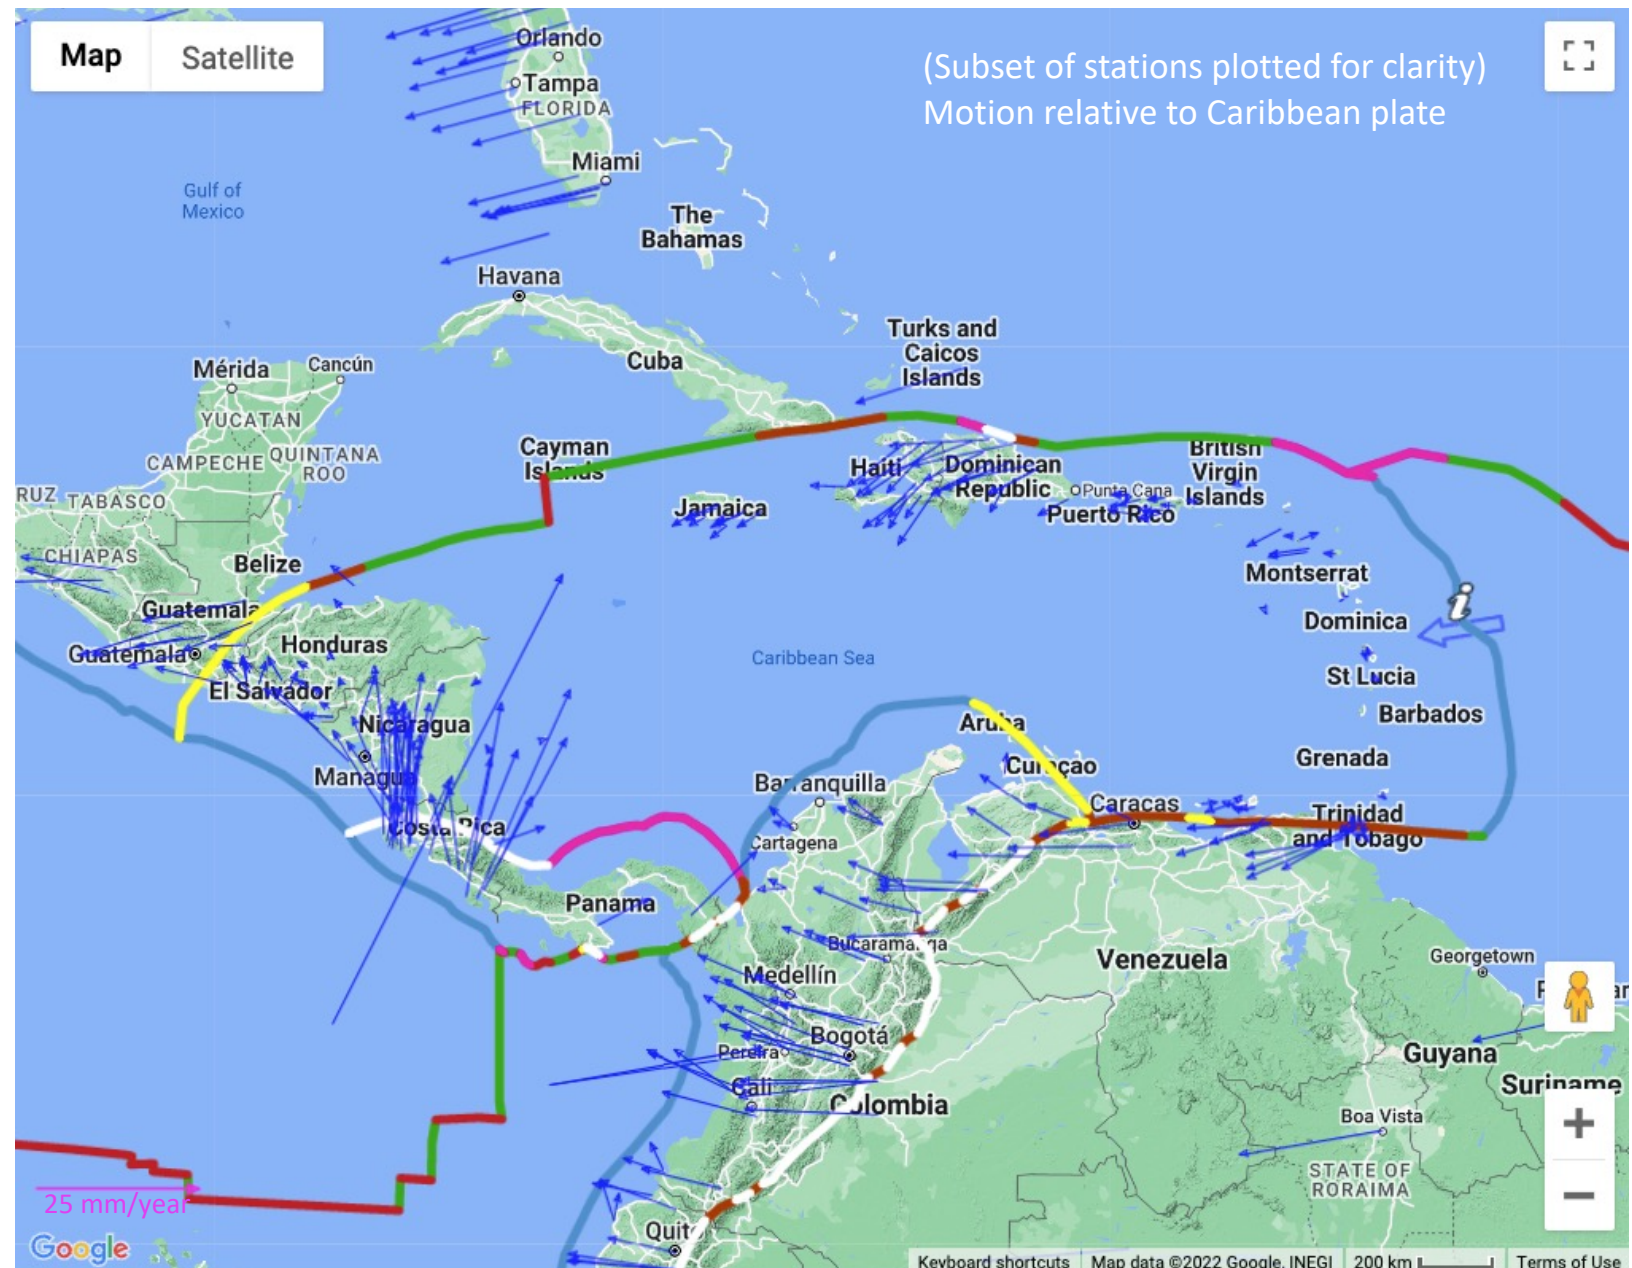 Map
Satellite
(Subset of stations plotted for clarity)
Motion relative to Caribbean plate
Orlando
Tampa
FLORIDA
Miami
Gulf of
Mexico
The
Bahamas
Havana
Turks and
Caicos
Islands
Cuba
Mérida
Cancún
YUCATAN
QUINTANA
ROO
CAMPECHE
TABASCO
RUZ
CHIAPAS
Cayman
Islands
Haiti
Dominican
Republic
Punta Cana
Puerto Rico
British
Virgin
Islands
Jamaica
Belize
Montserrat
Guatemala
Guatemala
Honduras
Dominica
i
El Salvador
Caribbean Sea
St Lucia
Nicaragua
Aruba
Barbados
Managua
Barranquilla
Curaçao
Grenada
Costa Rica
Cartagena
Caracas
Trinidad
and Tobago
Panama
Bucaramanga
Venezuela
Georgetown
Medellín
Bogotá
Pereira
Guyana
Cali
Colombia
Suriname
Boa Vista
STATE OF
RORAIMA
25 mm/year
Quito
Google
Keyboard shortcuts
Map data ©2022 Google, INEGI
200 km
Terms of Use